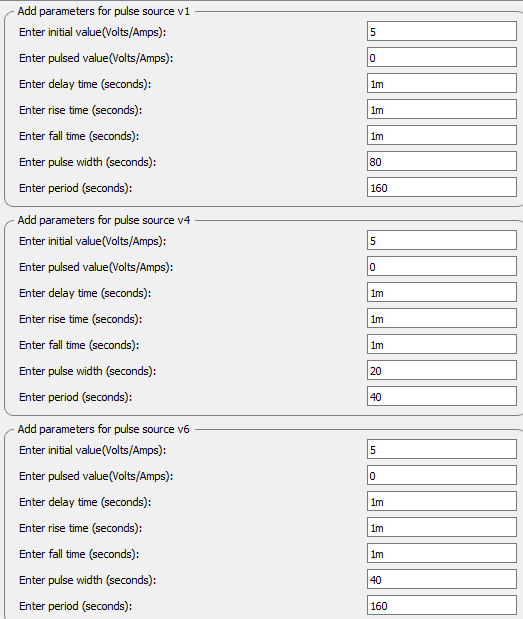 Add parameters for pulse source v1
Enter initial value(Volts/Amps): 5
Enter pulsed value(Volts/Amps): 0
Enter delay time (seconds): 1m
Enter rise time (seconds): 1m
Enter fall time (seconds): 1m
Enter pulse width (seconds): 80
Enter period (seconds): 160
Add parameters for pulse source v4
Enter initial value(Volts/Amps): 5
Enter pulsed value(Volts/Amps): 0
Enter delay time (seconds): 1m
Enter rise time (seconds): 1m
Enter fall time (seconds): 1m
Enter pulse width (seconds): 20
Enter period (seconds): 40
Add parameters for pulse source v6
Enter initial value(Volts/Amps): 5
Enter pulsed value(Volts/Amps): 0
Enter delay time (seconds): 1m
Enter rise time (seconds): 1m
Enter fall time (seconds): 1m
Enter pulse width (seconds): 40
Enter period (seconds): 160